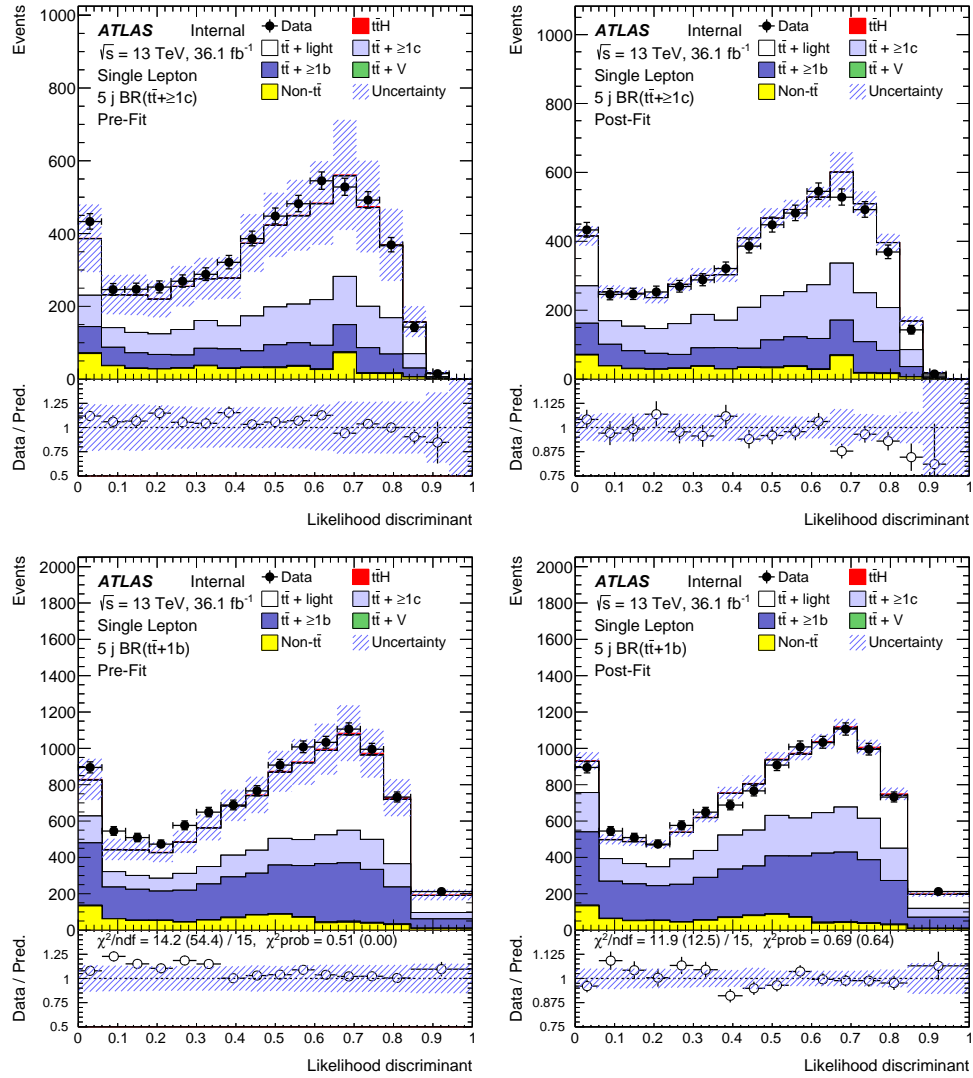 Events
1000
800
600
400
200
0
ATLAS Internal
√s = 13 TeV, 36.1 fb-1
Single Lepton
5 j BR(tt̄+≥1c)
Pre-Fit
Data
tt̄H
tt̄ + light
tt̄ + ≥1c
tt̄ + ≥1b
tt̄ + V
Non-tt̄
Uncertainty
Data / Pred.
1.25
1
0.75
0.5
0 0.1 0.2 0.3 0.4 0.5 0.6 0.7 0.8 0.9 1
Likelihood discriminant
Events
1000
800
600
400
200
0
ATLAS Internal
√s = 13 TeV, 36.1 fb-1
Single Lepton
5 j BR(tt̄+≥1c)
Post-Fit
Data
tt̄H
tt̄ + light
tt̄ + ≥1c
tt̄ + ≥1b
tt̄ + V
Non-tt̄
Uncertainty
Data / Pred.
1.125
1
0.875
0.75
0 0.1 0.2 0.3 0.4 0.5 0.6 0.7 0.8 0.9 1
Likelihood discriminant
Events
2000
1800
1600
1400
1200
1000
800
600
400
200
0
ATLAS Internal
√s = 13 TeV, 36.1 fb-1
Single Lepton
5 j BR(tt̄+1b)
Pre-Fit
Data
tt̄H
tt̄ + light
tt̄ + ≥1c
tt̄ + ≥1b
tt̄ + V
Non-tt̄
Uncertainty
χ2/ndf = 14.2 (54.4) / 15, χ2prob = 0.51 (0.00)
Data / Pred.
1.25
1
0.75
0.5
0 0.1 0.2 0.3 0.4 0.5 0.6 0.7 0.8 0.9 1
Likelihood discriminant
Events
2000
1800
1600
1400
1200
1000
800
600
400
200
0
ATLAS Internal
√s = 13 TeV, 36.1 fb-1
Single Lepton
5 j BR(tt̄+1b)
Post-Fit
Data
tt̄H
tt̄ + light
tt̄ + ≥1c
tt̄ + ≥1b
tt̄ + V
Non-tt̄
Uncertainty
χ2/ndf = 11.9 (12.5) / 15, χ2prob = 0.69 (0.64)
Data / Pred.
1.125
1
0.875
0.75
0 0.1 0.2 0.3 0.4 0.5 0.6 0.7 0.8 0.9 1
Likelihood discriminant